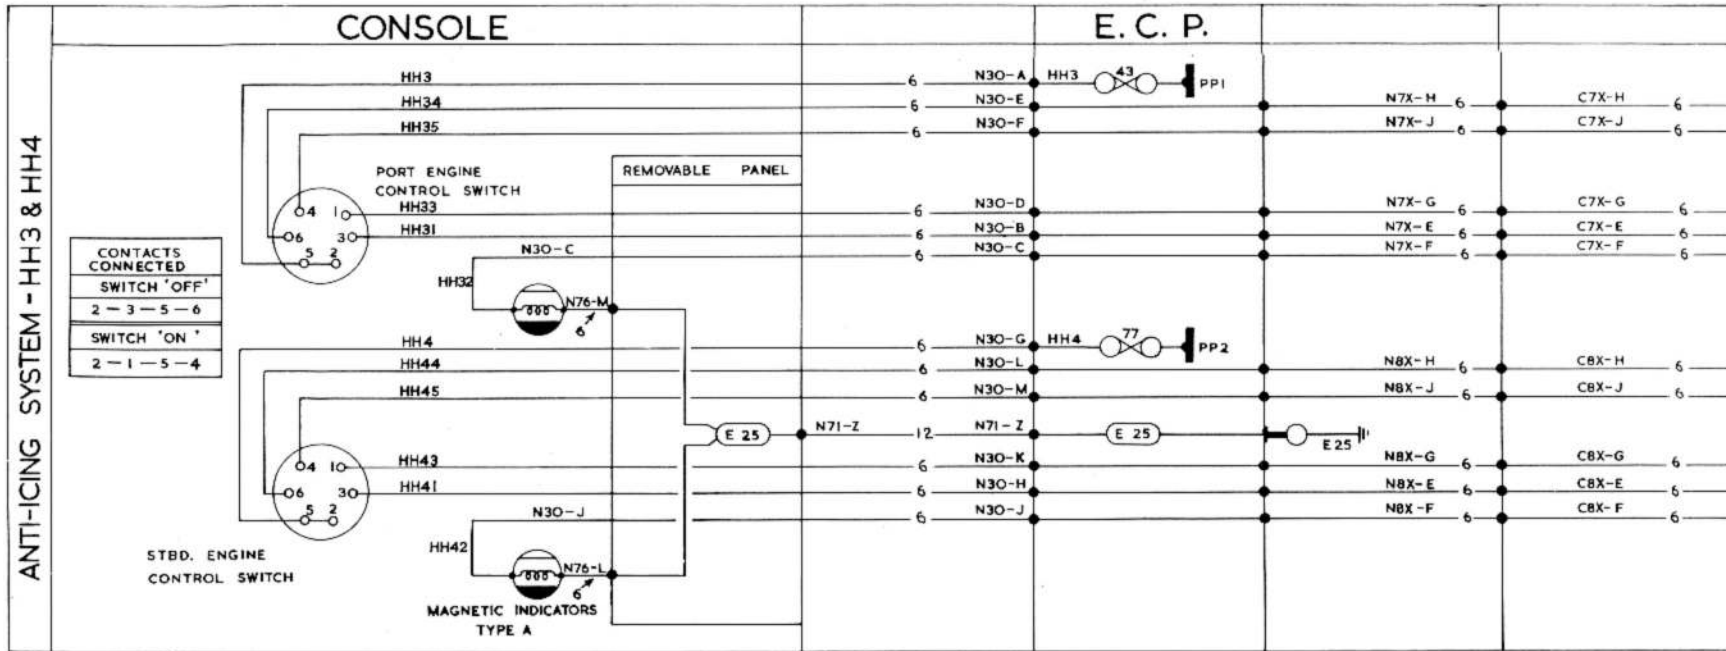 ANTI-ICING SYSTEM - HH3 & HH4
CONSOLE
E. C. P.
HH3 6 N30-A HH3 43 PP1
HH34 6 N30-E N7X-H 6 C7X-H 6
HH35 6 N30-F N7X-J 6 C7X-J 6
PORT ENGINE
CONTROL SWITCH
REMOVABLE PANEL
4 1 HH33 6 N30-D N7X-G 6 C7X-G 6
6 3 HH31 6 N30-B N7X-E 6 C7X-E 6
5 2 N30-C 6 N30-C N7X-F 6 C7X-F 6
CONTACTS
CONNECTED
SWITCH 'OFF'
2-3-5-6
SWITCH 'ON'
2-1-5-4
HH32
N76-M
6
HH4 6 N30-G HH4 77 PP2
HH44 6 N30-L N8X-H 6 C8X-H 6
HH45 6 N30-M N8X-J 6 C8X-J 6
E 25 N71-Z 12 N71-Z E 25 E25
4 1 HH43 6 N30-K N8X-G 6 C8X-G 6
6 3 HH41 6 N30-H N8X-E 6 C8X-E 6
5 2 N30-J 6 N30-J N8X-F 6 C8X-F 6
STBD. ENGINE
CONTROL SWITCH
HH42
N76-L
6
MAGNETIC INDICATORS
TYPE A